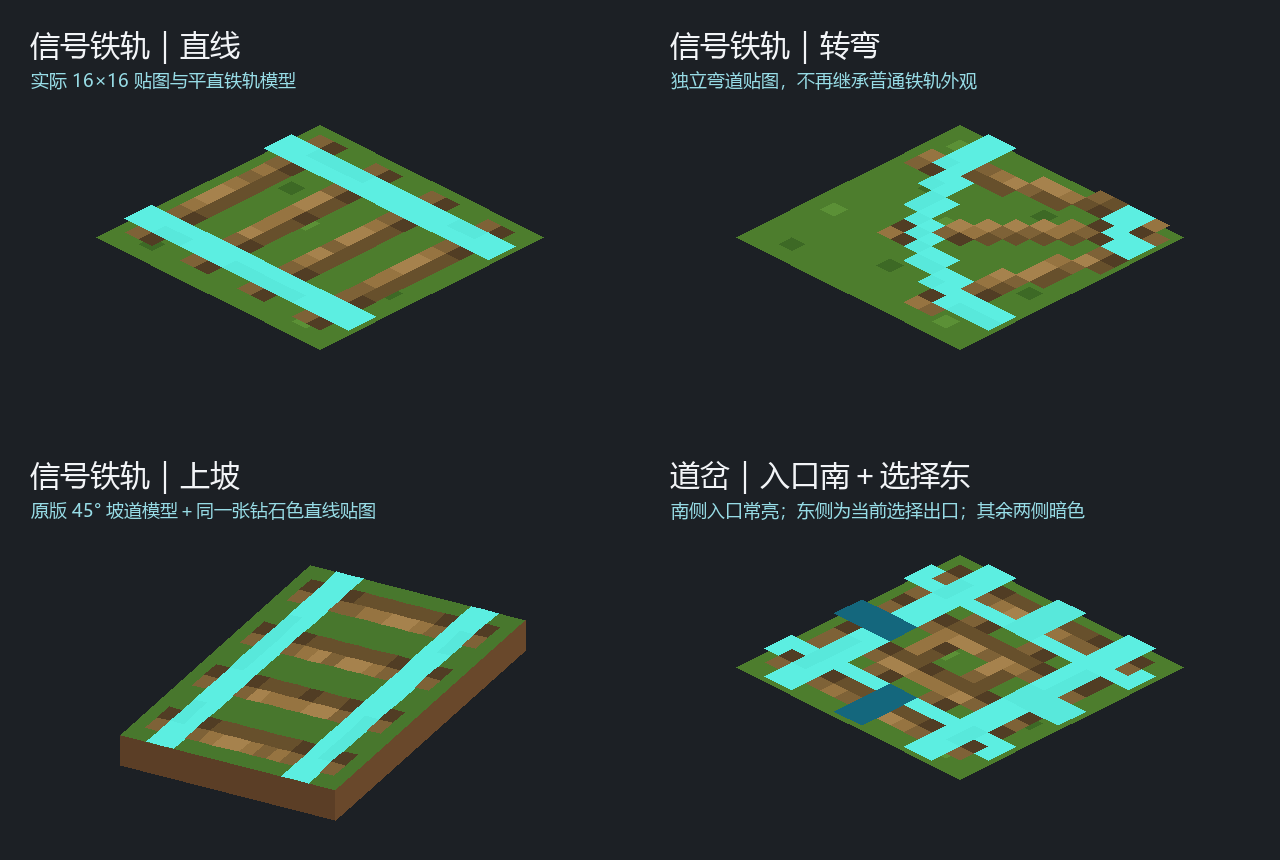 信号铁轨｜直线
实际 16×16 贴图与平直铁轨模型
信号铁轨｜转弯
独立弯道贴图，不再继承普通铁轨外观
信号铁轨｜上坡
原版 45° 坡道模型＋同一张钻石色直线贴图
道岔｜入口南＋选择东
南侧入口常亮；东侧为当前选择出口；其余两侧暗色